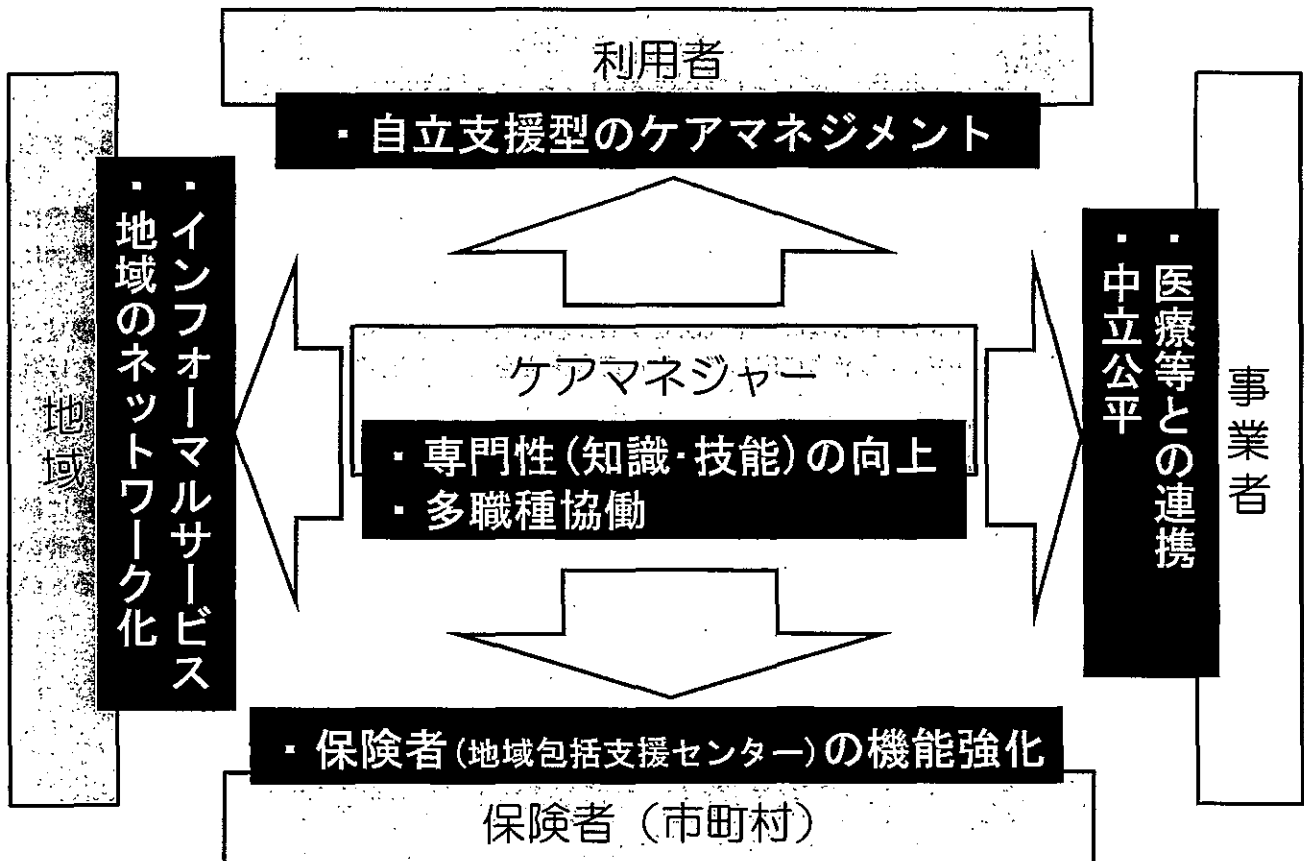 利用者
・自立支援型のケアマネジメント
地域
・インフォーマルサービス
・地域のネットワーク化
ケアマネジャー
・専門性(知識・技能)の向上
・多職種協働
・医療等との連携
・中立公平
事業者
・保険者(地域包括支援センター)の機能強化
保険者(市町村)